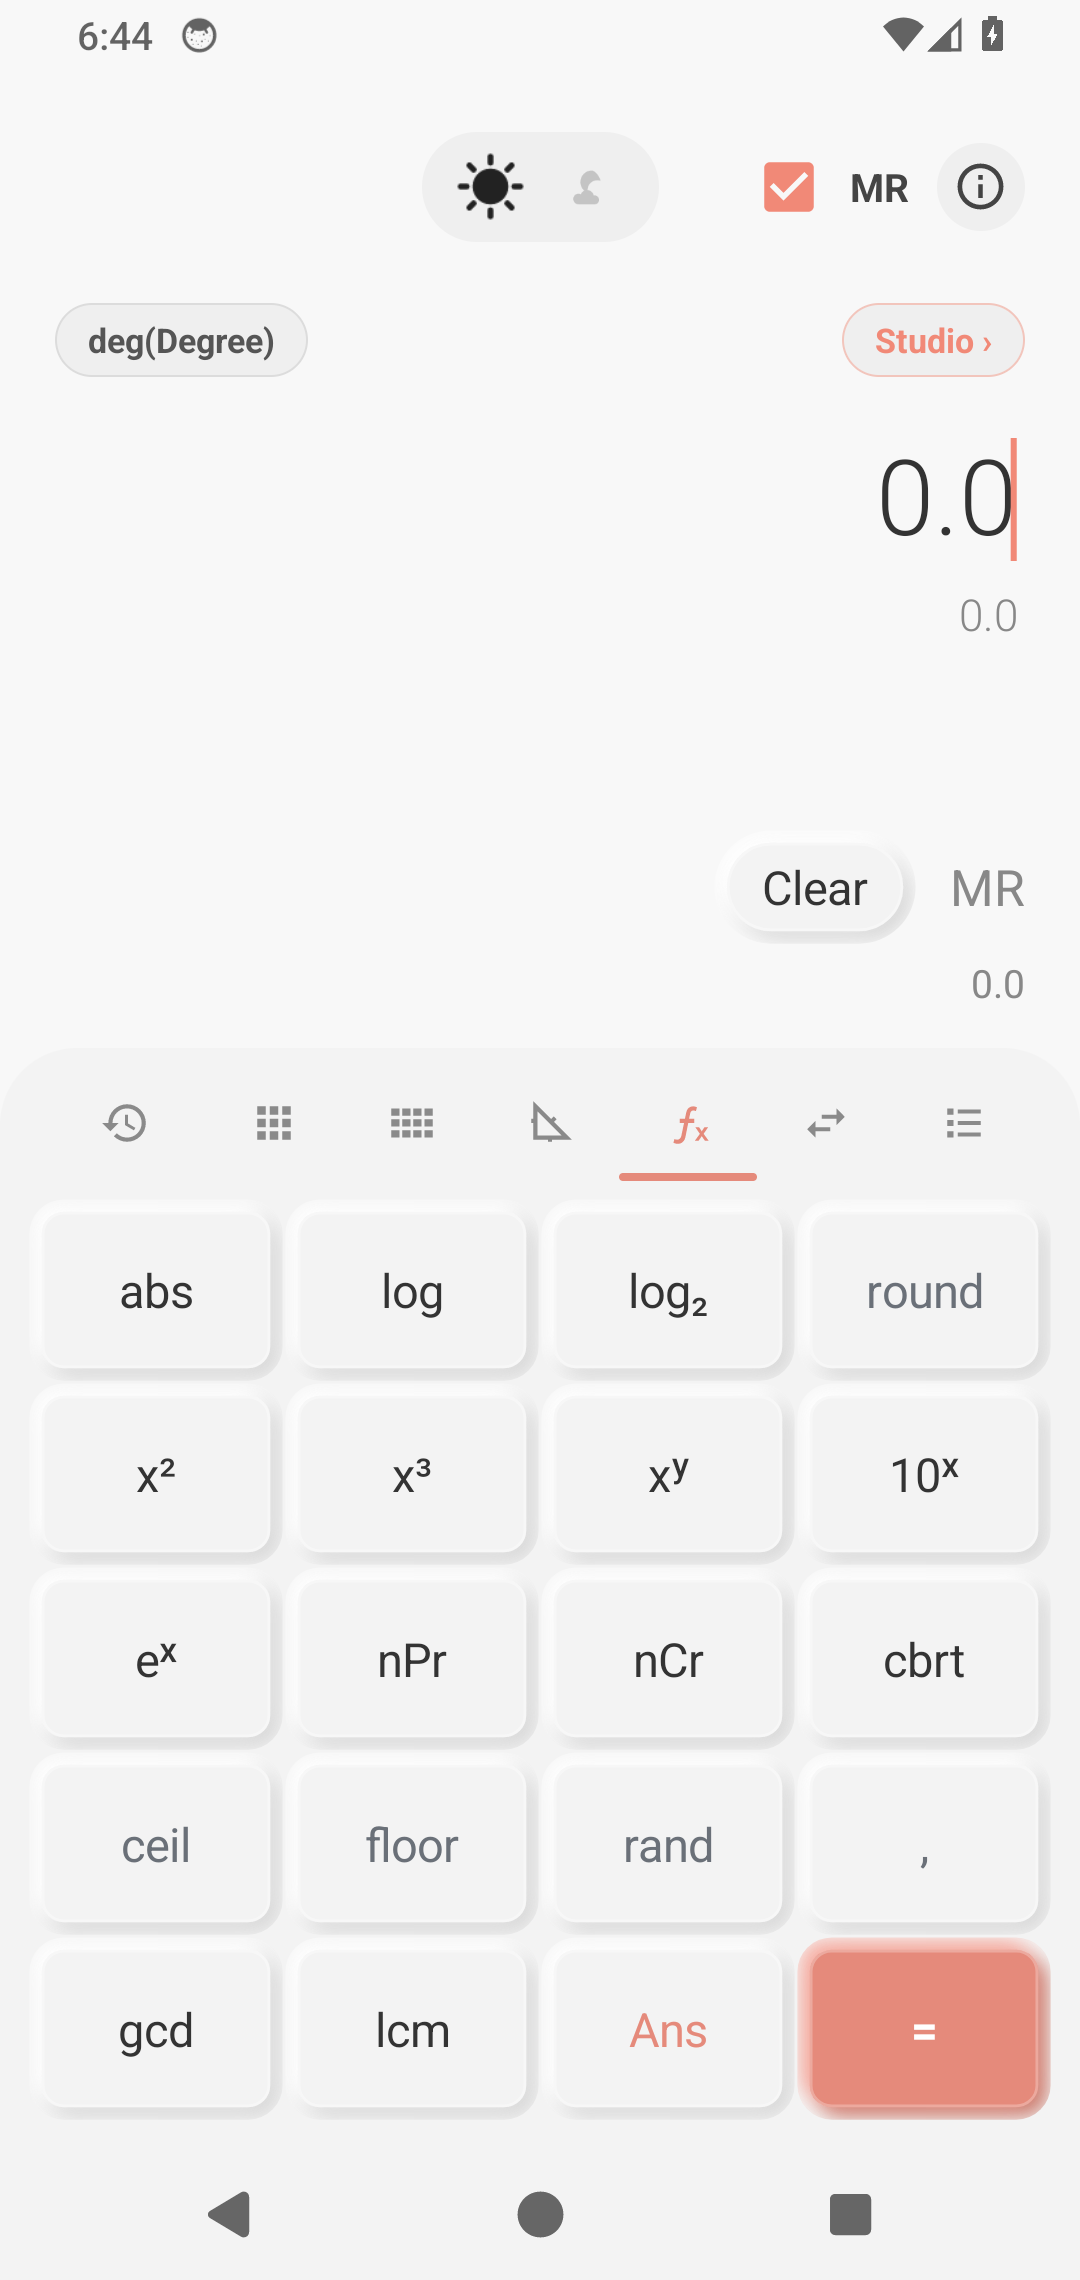 6:44
MR
deg(Degree)
Studio ›
0.0
0.0
Clear
MR
0.0
fx
abs
log
log₂
round
x²
x³
xʸ
10ˣ
eˣ
nPr
nCr
cbrt
ceil
floor
rand
,
gcd
lcm
Ans
=